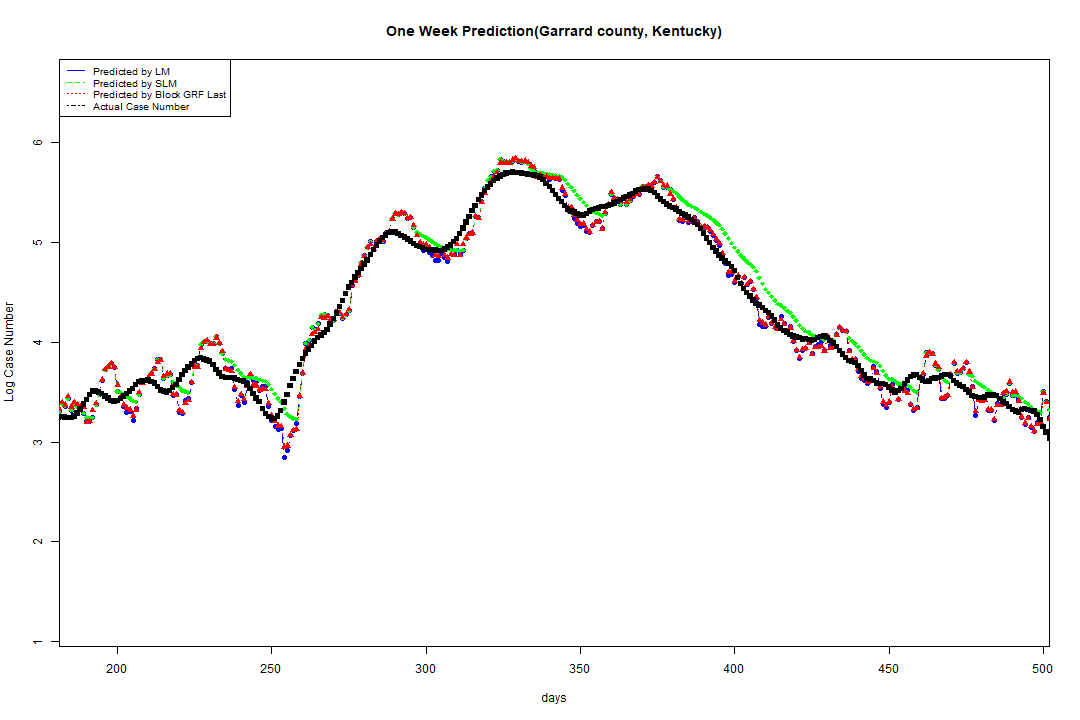 One Week Prediction(Garrard county, Kentucky)
Predicted by LM
Predicted by SLM
Predicted by Block GRF Last
Actual Case Number
6
5
4
3
2
1
Log Case Number
200 250 300 350 400 450 500
days